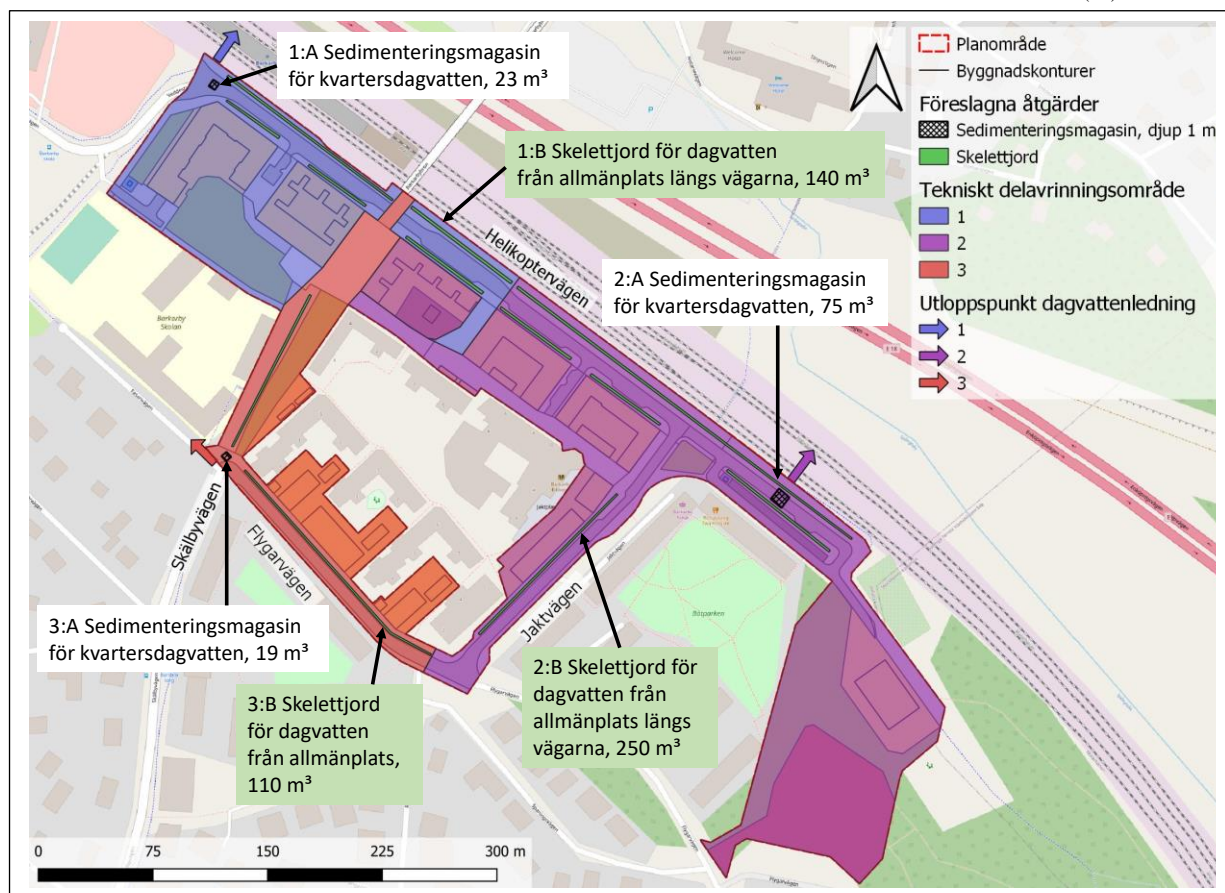 1:A Sedimenteringsmagasin
för kvartersdagvatten, 23 m³
1:B Skelettjord för dagvatten
från allmänplats längs vägarna, 140 m³
Helikoptervägen
2:A Sedimenteringsmagasin
för kvartersdagvatten, 75 m³
Planområde
Byggnadskonturer
Föreslagna åtgärder
Sedimenteringsmagasin, djup 1 m
Skelettjord
Tekniskt delavrinningsområde
1
2
3
Utloppspunkt dagvattenledning
1
2
3
E 18
Skälbyvägen
Flygarvägen
Jaktvägen
Båtparken
3:A Sedimenteringsmagasin
för kvartersdagvatten, 19 m³
3:B Skelettjord
för dagvatten
från allmänplats,
110 m³
2:B Skelettjord för
dagvatten från
allmänplats längs
vägarna, 250 m³
0 75 150 225 300 m